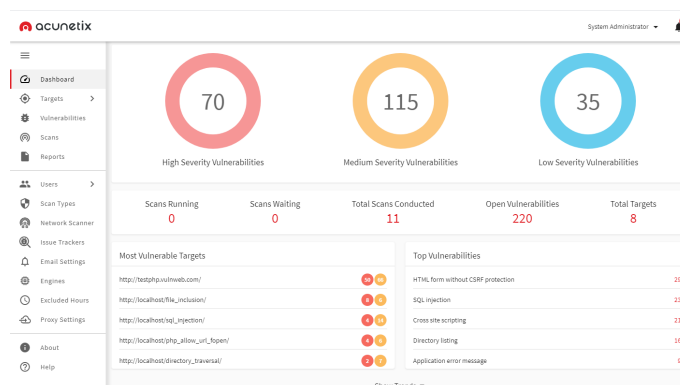 acunetix
System Administrator
Dashboard
Targets
Vulnerabilities
Scans
Reports
Users
Scan Types
Network Scanner
Issue Trackers
Email Settings
Engines
Excluded Hours
Proxy Settings
About
Help
70 115 35
High Severity Vulnerabilities Medium Severity Vulnerabilities Low Severity Vulnerabilities
Scans Running Scans Waiting Total Scans Conducted Open Vulnerabilities Total Targets
0 0 11 220 8
Most Vulnerable Targets
http://testphp.vulnweb.com/
http://localhost/file_inclusion/ 8
http://localhost/sql_injection/ 4 14
http://localhost/php_allow_url_fopen/ 4
http://localhost/directory_traversal/ 2
Top Vulnerabilities
HTML form without CSRF protection
SQL injection
Cross site scripting 21
Directory listing
Application error message